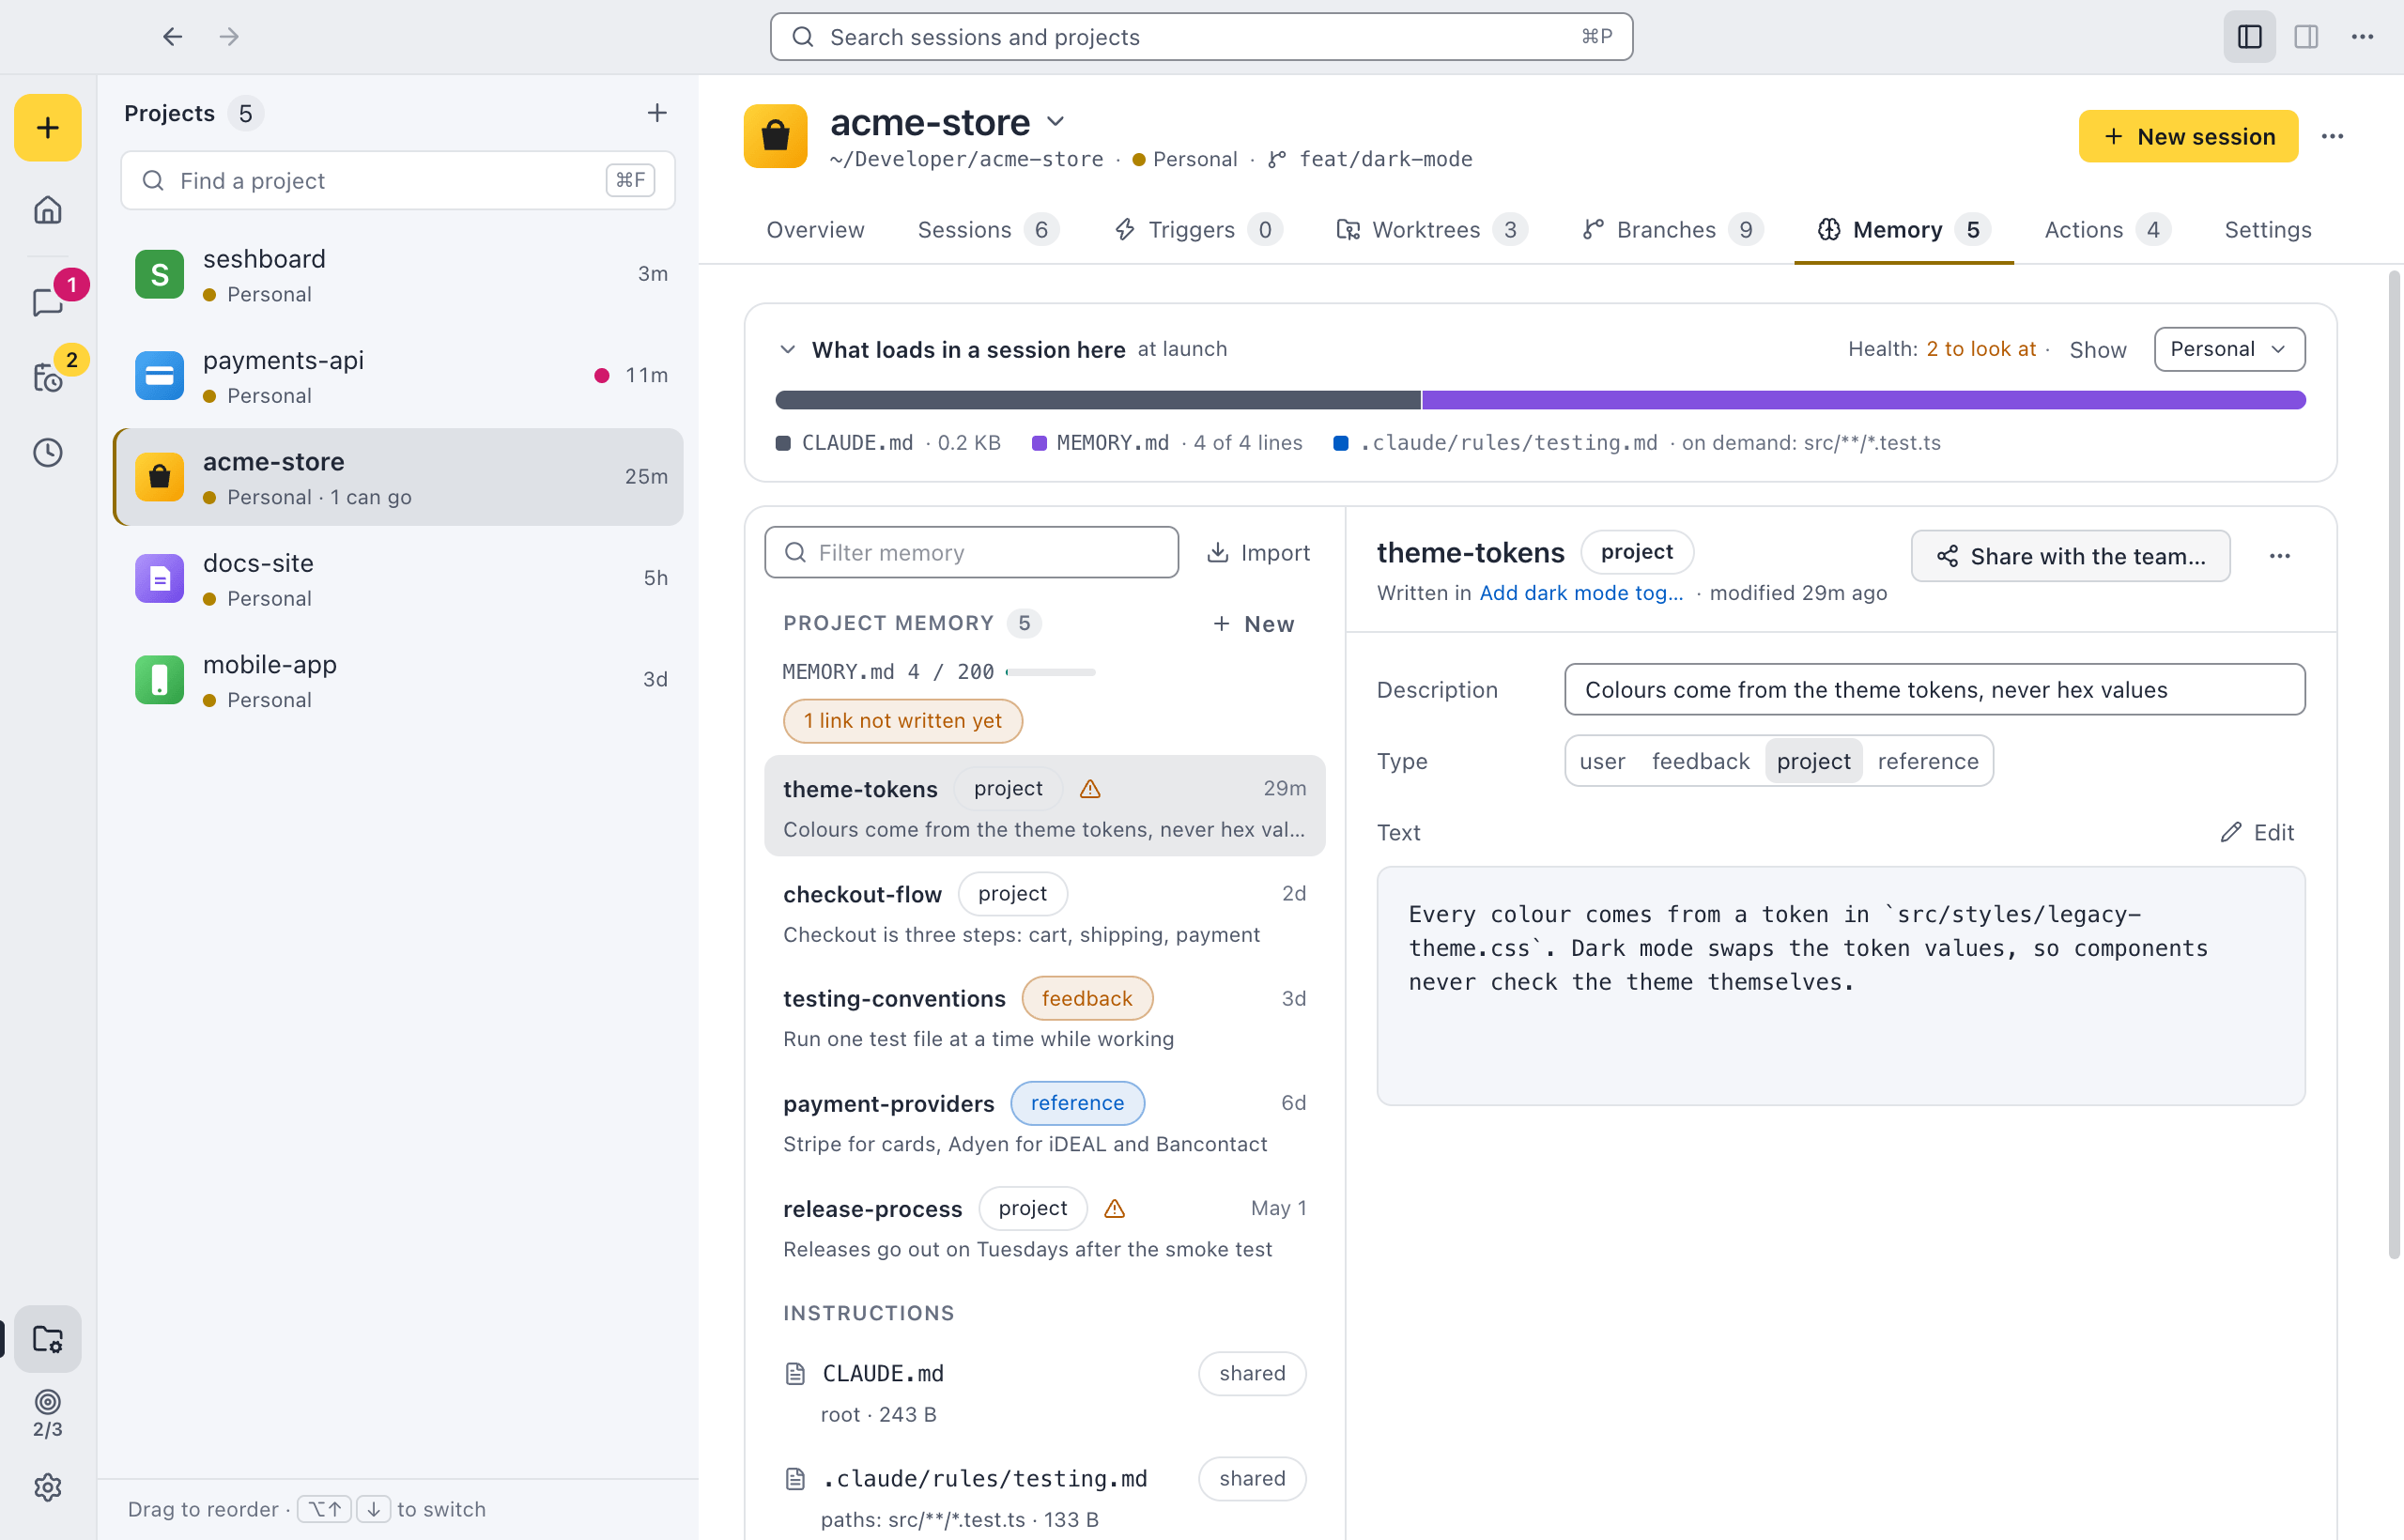 Search sessions and projects ⌘P
1
2
2/3
Projects 5
Find a project ⌘F
S
seshboard
Personal
3m
payments-api
Personal
11m
acme-store
Personal · 1 can go
25m
docs-site
Personal
5h
mobile-app
Personal
3d
Drag to reorder · ⌥↑ ↓ to switch
acme-store
~/Developer/acme-store · Personal · feat/dark-mode
New session
Overview Sessions 6 Triggers 0 Worktrees 3 Branches 9 Memory 5 Actions 4 Settings
What loads in a session here at launch
Health: 2 to look at · Show Personal
CLAUDE.md · 0.2 KB MEMORY.md · 4 of 4 lines .claude/rules/testing.md · on demand: src/**/*.test.ts
Filter memory
Import
PROJECT MEMORY 5
New
MEMORY.md 4 / 200
1 link not written yet
theme-tokens project 29m
Colours come from the theme tokens, never hex val...
checkout-flow project 2d
Checkout is three steps: cart, shipping, payment
testing-conventions feedback 3d
Run one test file at a time while working
payment-providers reference 6d
Stripe for cards, Adyen for iDEAL and Bancontact
release-process project May 1
Releases go out on Tuesdays after the smoke test
INSTRUCTIONS
CLAUDE.md shared
root · 243 B
.claude/rules/testing.md shared
paths: src/**/*.test.ts · 133 B
theme-tokens project
Share with the team...
Written in Add dark mode tog... · modified 29m ago
Description Colours come from the theme tokens, never hex values
Type user feedback project reference
Text Edit
Every colour comes from a token in `src/styles/legacy-
theme.css`. Dark mode swaps the token values, so components
never check the theme themselves.